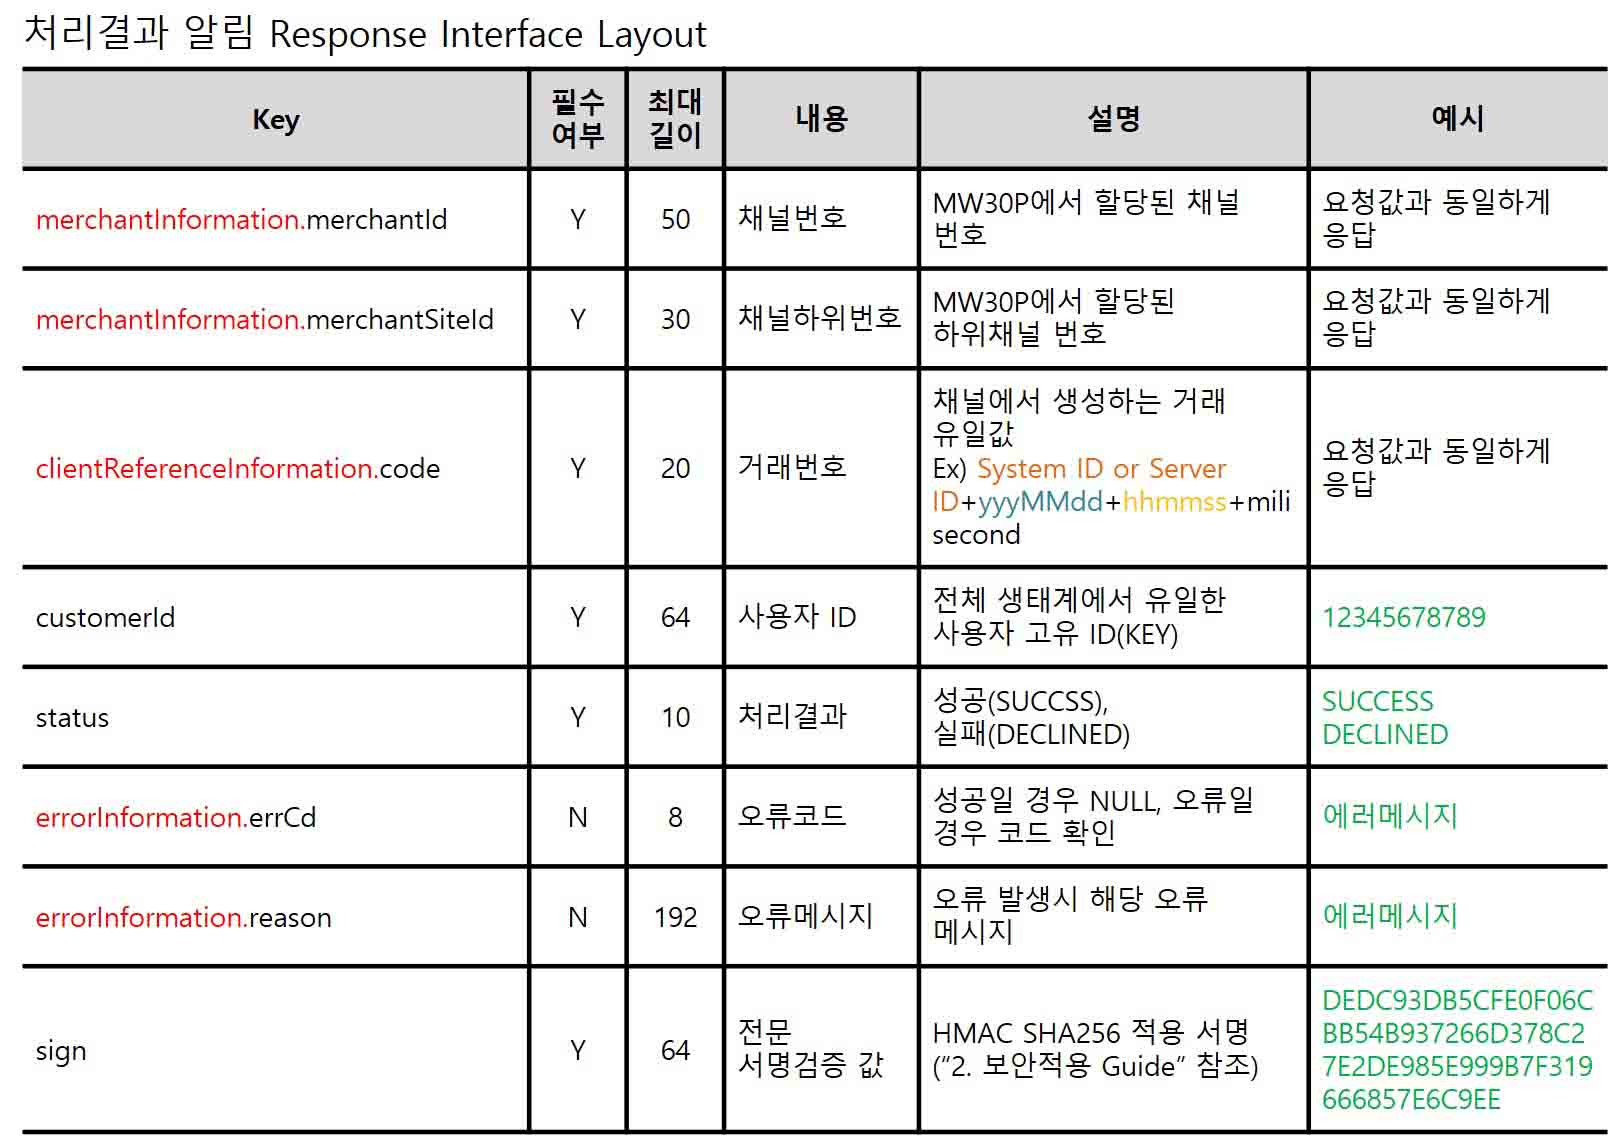 처리결과 알림 Response Interface Layout
Key
필수
여부
최대
길이
내용
설명
예시
merchantInformation.merchantId
Y
50
채널번호
MW30P에서 할당된 채널
번호
요청값과 동일하게
응답
merchantInformation.merchantSiteId
Y
30
채널하위번호
MW30P에서 할당된
하위채널 번호
요청값과 동일하게
응답
clientReferenceInformation.code
Y
20
거래번호
채널에서 생성하는 거래
유일값
Ex) System ID or Server
ID+yyyMMdd+hhmmss+mili
second
요청값과 동일하게
응답
customerId
Y
64
사용자 ID
전체 생태계에서 유일한
사용자 고유 ID(KEY)
12345678789
status
Y
10
처리결과
성공(SUCCSS),
실패(DECLINED)
SUCCESS
DECLINED
errorInformation.errCd
N
8
오류코드
성공일 경우 NULL, 오류일
경우 코드 확인
에러메시지
errorInformation.reason
N
192
오류메시지
오류 발생시 해당 오류
메시지
에러메시지
sign
Y
64
전문
서명검증 값
HMAC SHA256 적용 서명
(“2. 보안적용 Guide” 참조)
DEDC93DB5CFE0F06C
BB54B937266D378C2
7E2DE985E999B7F319
666857E6C9EE